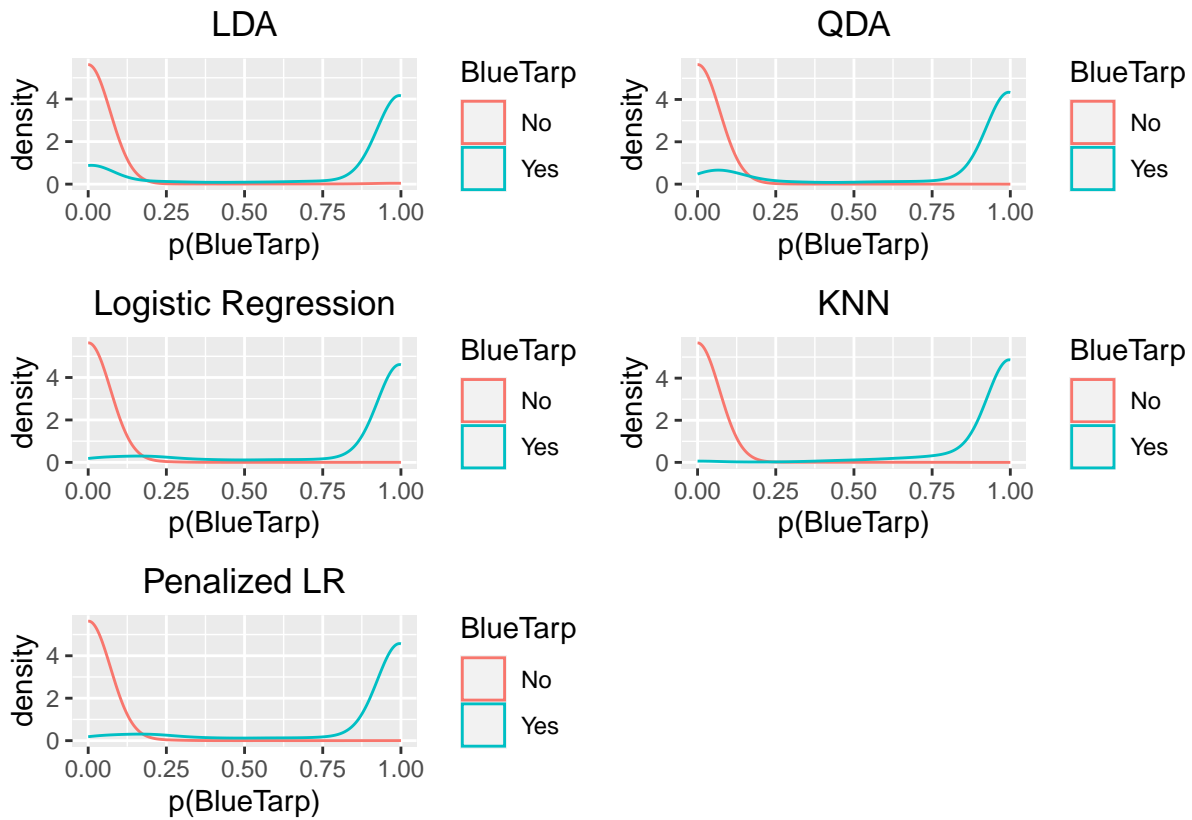 LDA
density
4
2
0
0.00 0.25 0.50 0.75 1.00
p(BlueTarp)
BlueTarp
No
Yes
QDA
density
4
2
0
0.00 0.25 0.50 0.75 1.00
p(BlueTarp)
BlueTarp
No
Yes
Logistic Regression
density
4
2
0
0.00 0.25 0.50 0.75 1.00
p(BlueTarp)
BlueTarp
No
Yes
KNN
density
4
2
0
0.00 0.25 0.50 0.75 1.00
p(BlueTarp)
BlueTarp
No
Yes
Penalized LR
density
4
2
0
0.00 0.25 0.50 0.75 1.00
p(BlueTarp)
BlueTarp
No
Yes